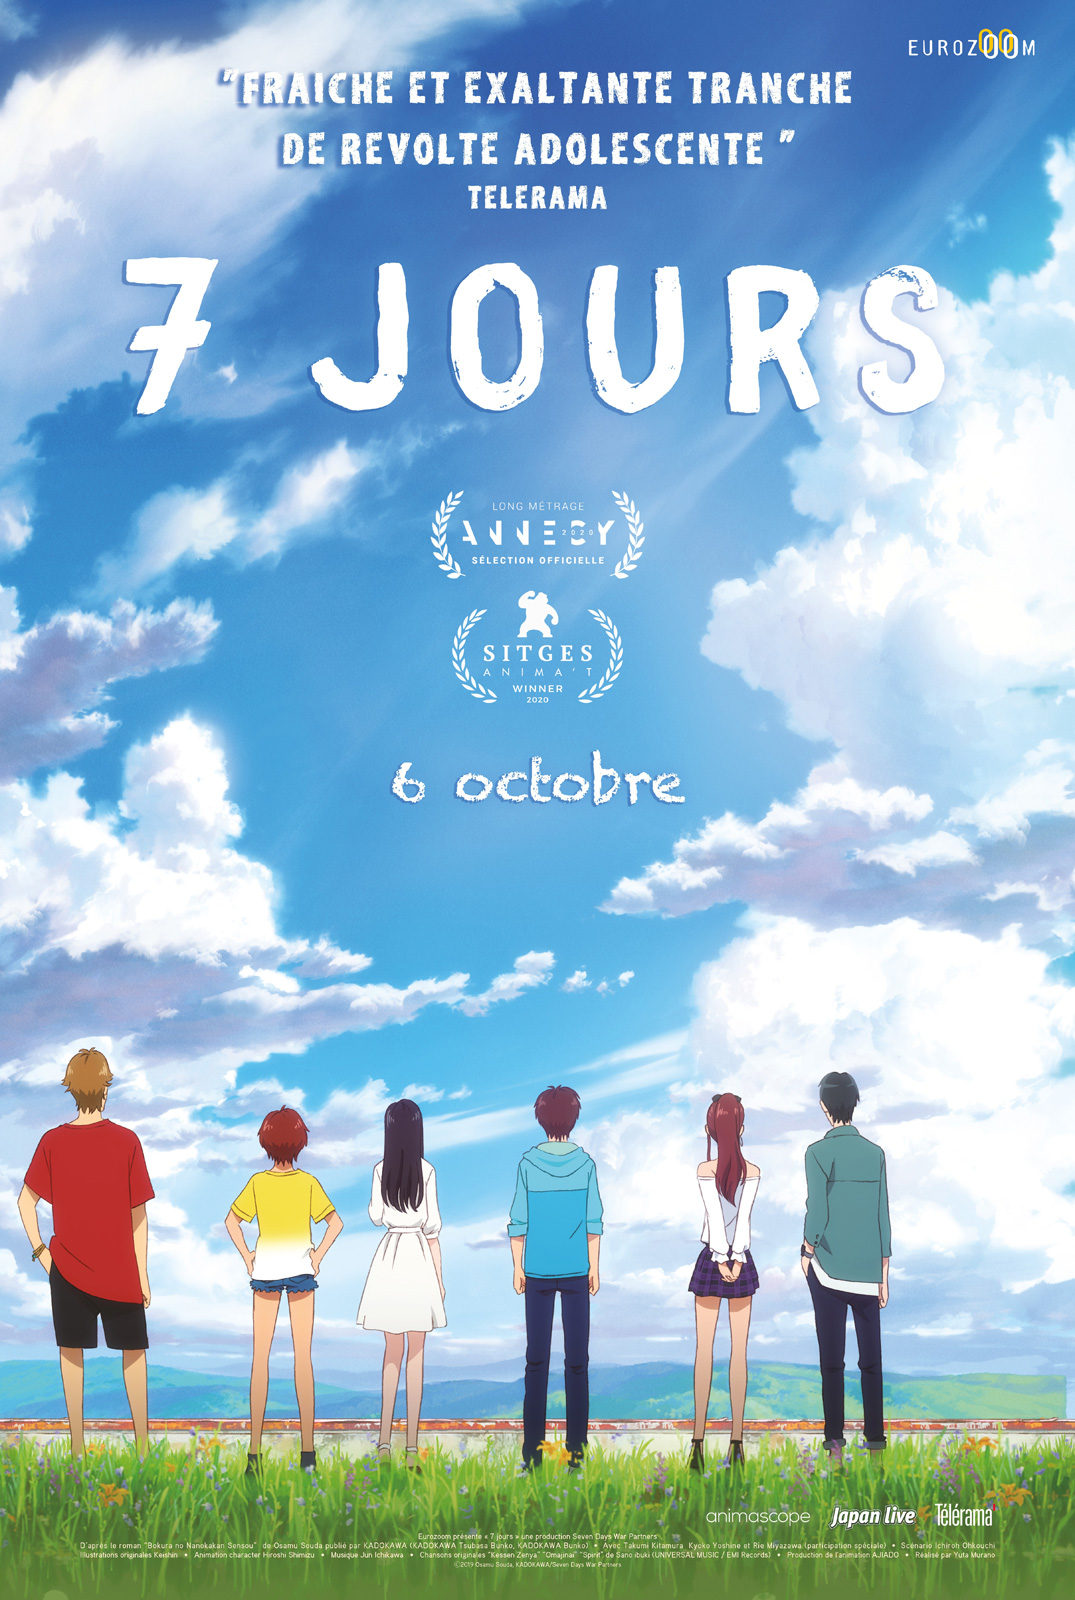 EUROZOOM
"FRAICHE ET EXALTANTE TRANCHE
DE REVOLTE ADOLESCENTE "
TELERAMA
7 JOURS
LONG MÉTRAGE
ANNECY 2020
SÉLECTION OFFICIELLE
SITGES
ANIMA'T
WINNER
2020
6 octobre
animascope Japan live Télérama'
Eurozoom présente « 7 jours » une production Seven Days War Partners
D'après le roman "Bokura no Nanokakan Sensou" de Osamu Souda publié par KADOKAWA (KADOKAWA Tsubasa Bunko, KADOKAWA Bunko) • Avec Takumi Kitamura Kyoko Yoshine et Rie Miyazawa (participation spéciale) • Scénario Ichiroh Ohkouchi
Illustrations originales Keishin • Animation character Hiroshi Shimizu • Musique Jun Ichikawa • Chansons originales "Kessen Zenya" "Omajinai" "Spirit" de Sano ibuki (UNIVERSAL MUSIC / EMI Records) • Production de l'animation AJIADO • Réalisé par Yuta Murano
©2019 Osamu Souda, KADOKAWA/Seven Days War Partners